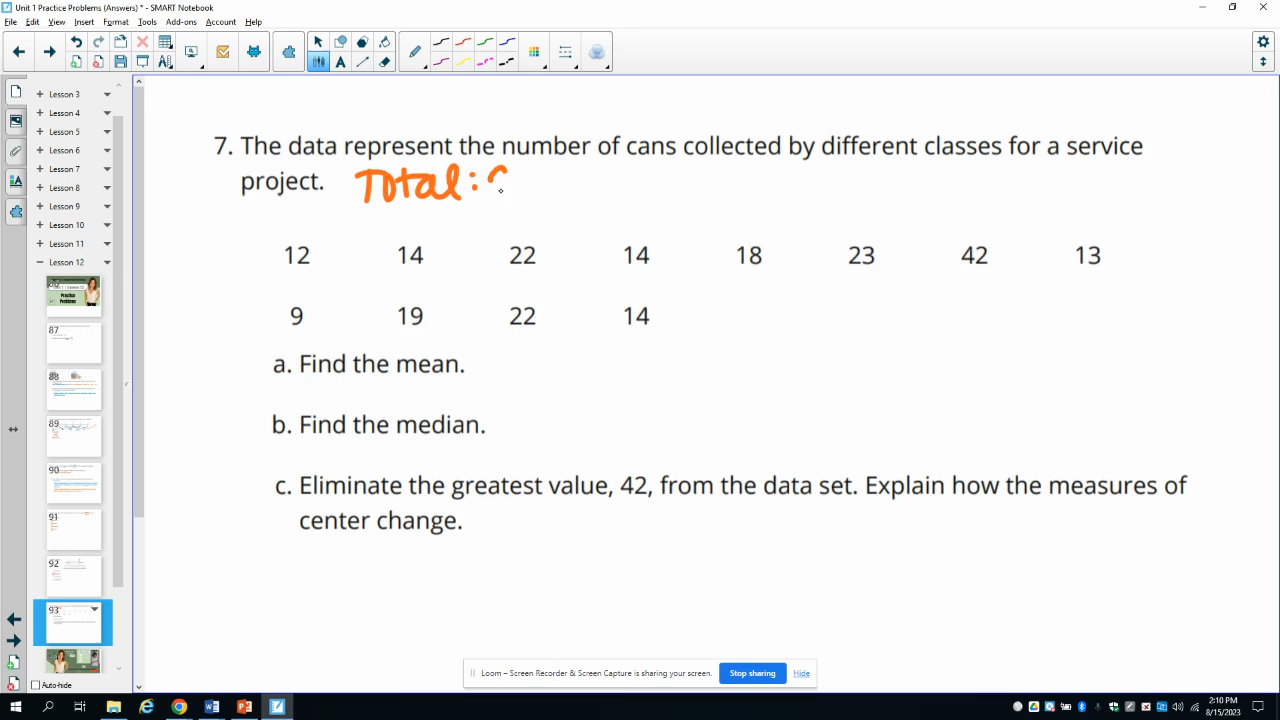 Unit 1 Practice Problems (Answers) * - SMART Notebook
File Edit View Insert Format Tools Add-ons Account Help
Lesson 3
Lesson 4
Lesson 5
Lesson 6
Lesson 7
Lesson 8
Lesson 9
Lesson 10
Lesson 11
Lesson 12
Practice
Problems
87
88
89
90
91
92
93
Auto-hide
7. The data represent the number of cans collected by different classes for a service
project. Total:
12 14 22 14 18 23 42 13
9 19 22 14
a. Find the mean.
b. Find the median.
c. Eliminate the greatest value, 42, from the data set. Explain how the measures of
center change.
Loom – Screen Recorder & Screen Capture is sharing your screen. Stop sharing Hide
2:10 PM
8/15/2023